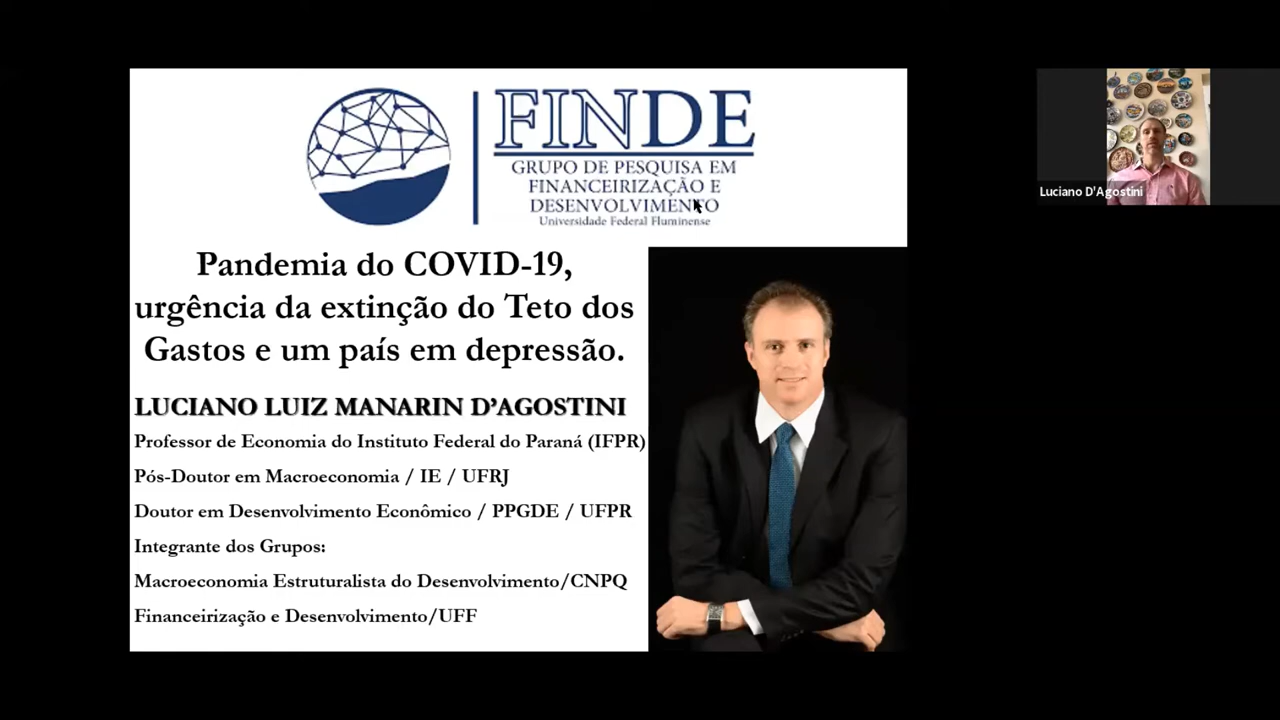 FINDE
GRUPO DE PESQUISA EM
FINANCEIRIZAÇÃO E
DESENVOLVIMENTO
Universidade Federal Fluminense
Pandemia do COVID-19,
urgência da extinção do Teto dos
Gastos e um país em depressão.
LUCIANO LUIZ MANARIN D’AGOSTINI
Professor de Economia do Instituto Federal do Paraná (IFPR)
Pós-Doutor em Macroeconomia / IE / UFRJ
Doutor em Desenvolvimento Econômico / PPGDE / UFPR
Integrante dos Grupos:
Macroeconomia Estruturalista do Desenvolvimento/CNPQ
Financeirização e Desenvolvimento/UFF
Luciano D'Agostini